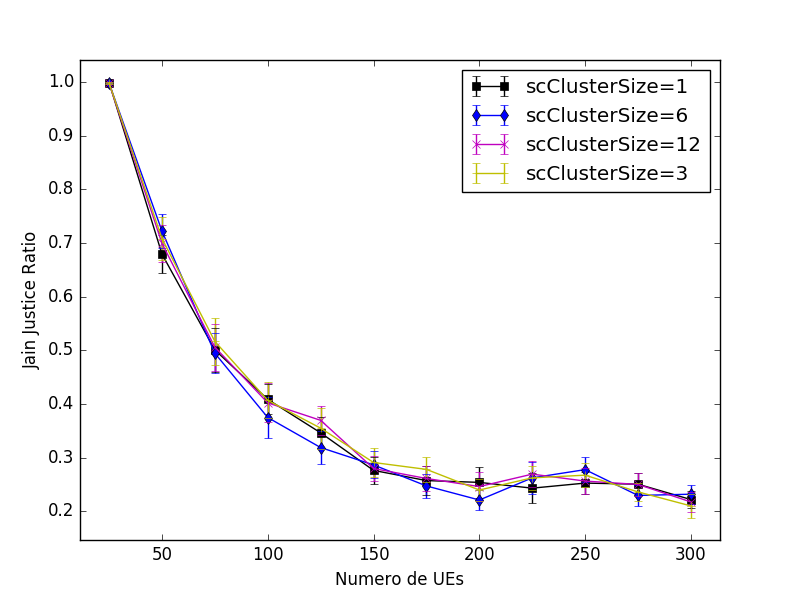 1.0
0.9
0.8
0.7
0.6
0.5
0.4
0.3
0.2
Jain Justice Ratio
scClusterSize=1
scClusterSize=6
scClusterSize=12
scClusterSize=3
50 100 150 200 250 300
Numero de UEs